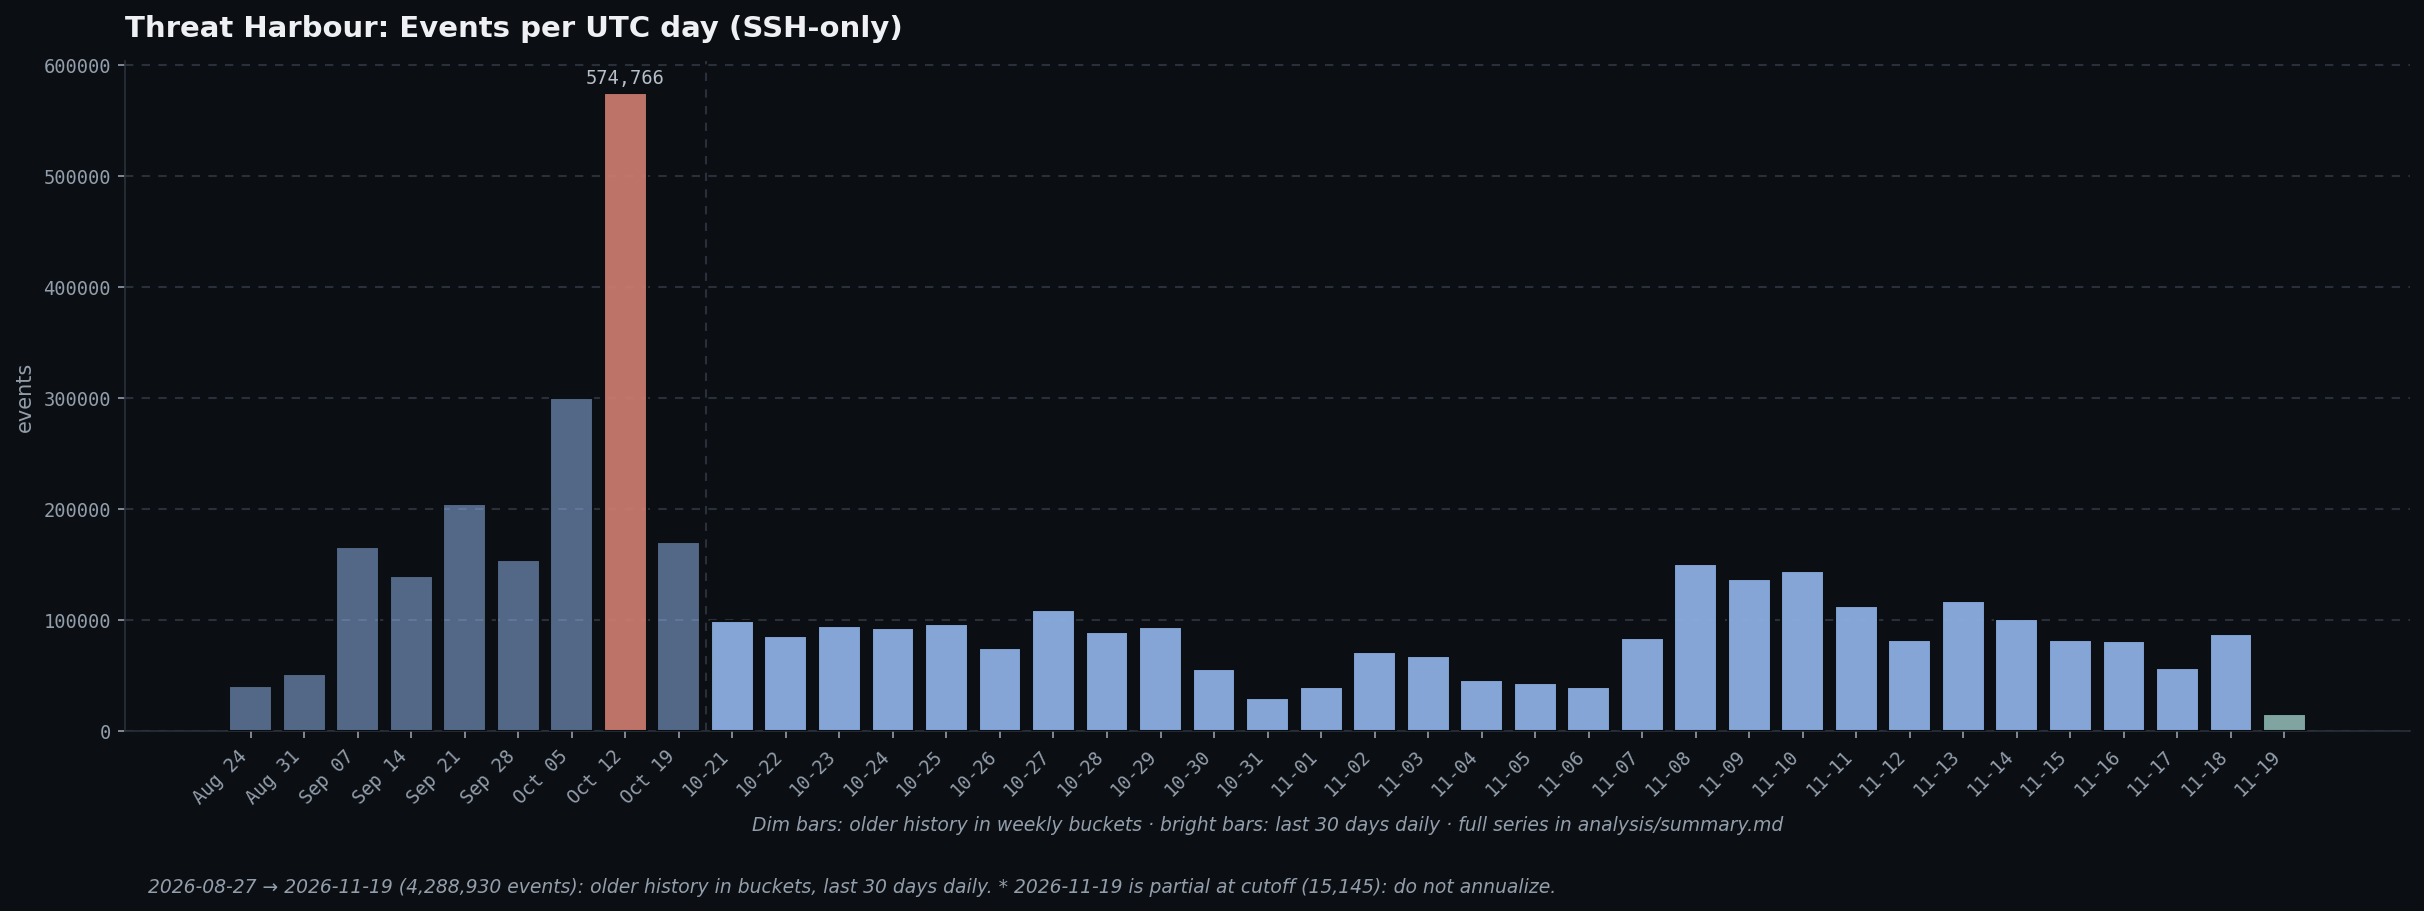 Threat Harbour: Events per UTC day (SSH-only)
600000
500000
400000
300000
200000
100000
0
events
574,766
Aug 24
Aug 31
Sep 07
Sep 14
Sep 21
Sep 28
Oct 05
Oct 12
Oct 19
10-21
10-22
10-23
10-24
10-25
10-26
10-27
10-28
10-29
10-30
10-31
11-01
11-02
11-03
11-04
11-05
11-06
11-07
11-08
11-09
11-10
11-11
11-12
11-13
11-14
11-15
11-16
11-17
11-18
11-19
Dim bars: older history in weekly buckets · bright bars: last 30 days daily · full series in analysis/summary.md
2026-08-27 → 2026-11-19 (4,288,930 events): older history in buckets, last 30 days daily. * 2026-11-19 is partial at cutoff (15,145): do not annualize.